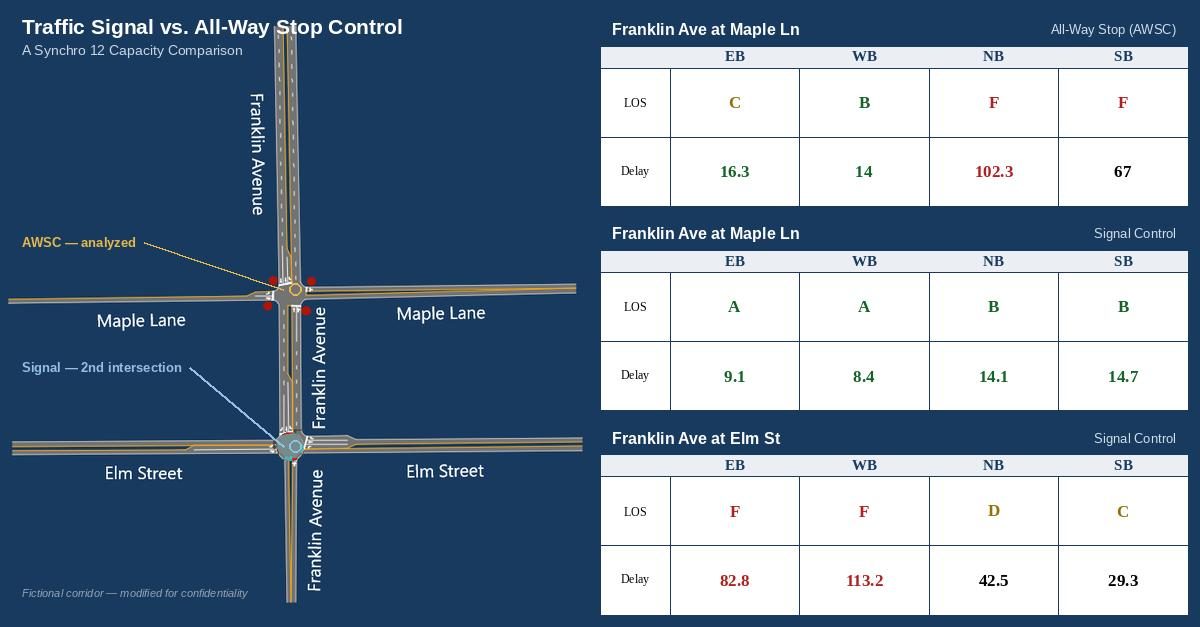 Traffic Signal vs. All-Way Stop Control
A Synchro 12 Capacity Comparison
Franklin Avenue
AWSC — analyzed
Maple Lane
Maple Lane
Franklin Avenue
Signal — 2nd intersection
Elm Street
Elm Street
Franklin Avenue
Fictional corridor — modified for confidentiality
Franklin Ave at Maple Ln
All-Way Stop (AWSC)
EB WB NB SB
LOS C B F F
Delay 16.3 14 102.3 67
Franklin Ave at Maple Ln
Signal Control
EB WB NB SB
LOS A A B B
Delay 9.1 8.4 14.1 14.7
Franklin Ave at Elm St
Signal Control
EB WB NB SB
LOS F F D C
Delay 82.8 113.2 42.5 29.3